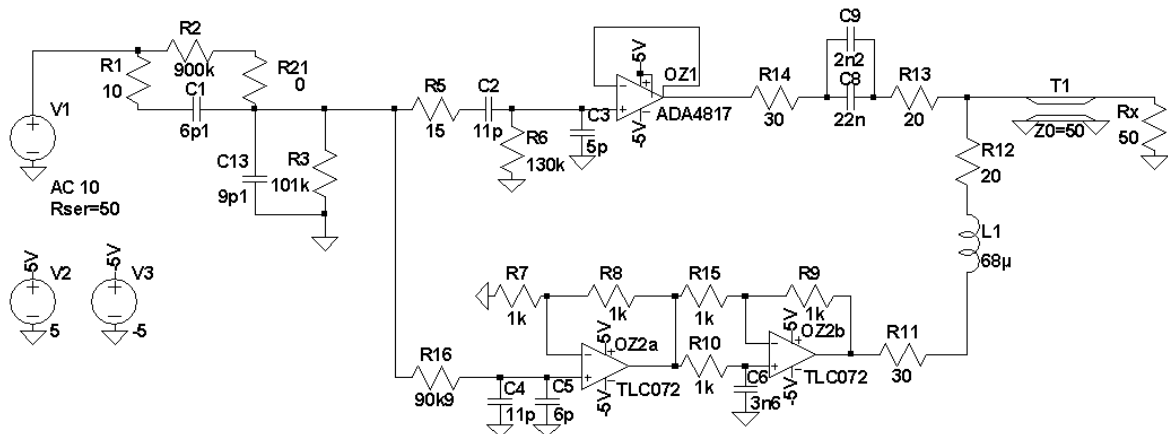 R2
900k
R1
10
C1
6p1
R21
0
V1
AC 10
Rser=50
C13
9p1
R3
101k
R5
15
C2
11p
R6
130k
C3
5p
5V
-5V
OZ1
ADA4817
R14
30
C9
2n2
C8
22n
R13
20
T1
Z0=50
Rx
50
R12
20
L1
68µ
5V
V2
5
-5V
V3
-5
R7
1k
R8
1k
R15
1k
R9
1k
5V
OZ2a
TLC072
-5V
R10
1k
C6
3n6
5V
OZ2b
TLC072
-5V
R11
30
R16
90k9
C4
11p
C5
6p